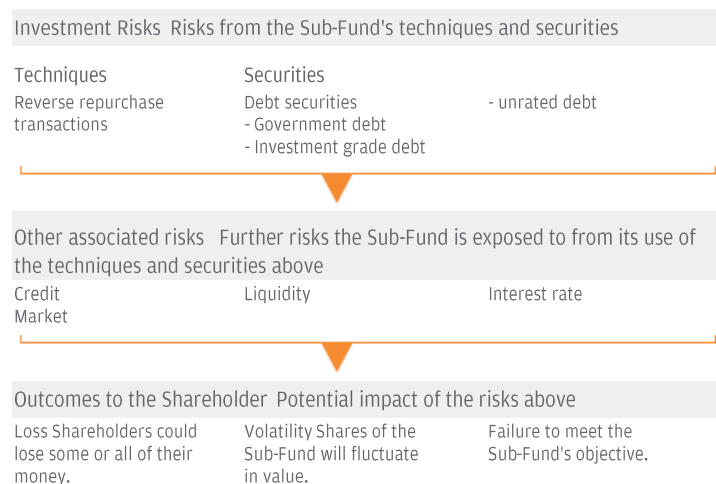 Investment Risks Risks from the Sub-Fund's techniques and securities
Techniques
Reverse repurchase
transactions
Securities
Debt securities
- Government debt
- Investment grade debt
- unrated debt
Other associated risks Further risks the Sub-Fund is exposed to from its use of
the techniques and securities above
Credit
Market
Liquidity
Interest rate
Outcomes to the Shareholder Potential impact of the risks above
Loss Shareholders could
lose some or all of their
money.
Volatility Shares of the
Sub-Fund will fluctuate
in value.
Failure to meet the
Sub-Fund's objective.